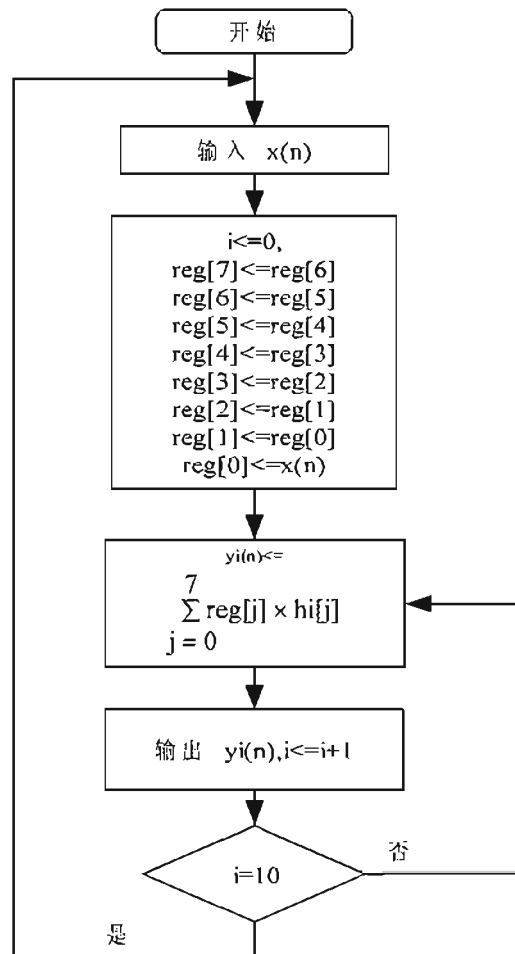 开始
输入 x(n)
i<=0,
reg[7]<=reg[6]
reg[6]<=reg[5]
reg[5]<=reg[4]
reg[4]<=reg[3]
reg[3]<=reg[2]
reg[2]<=reg[1]
reg[1]<=reg[0]
reg[0]<=x(n)
yi(n)<=
7
∑ reg[j] × hi[j]
j = 0
输出 yi(n),i<=i+1
否
i=10
是